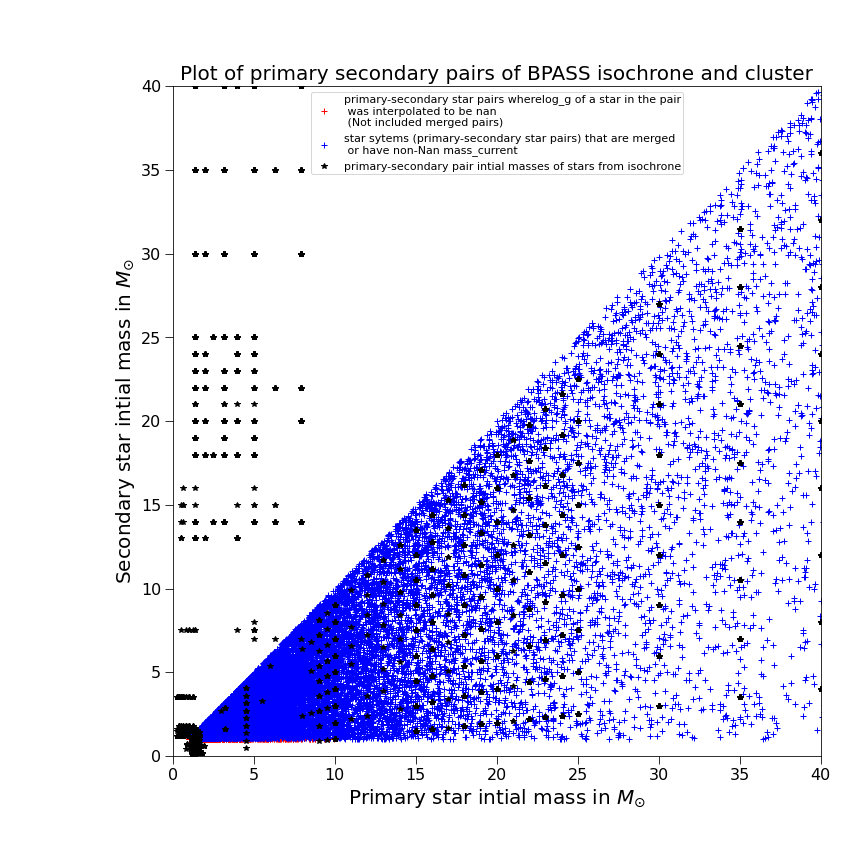 Plot of primary secondary pairs of BPASS isochrone and cluster
primary-secondary star pairs wherelog_g of a star in the pair
was interpolated to be nan
(Not included merged pairs)
star sytems (primary-secondary star pairs) that are merged
or have non-Nan mass_current
primary-secondary pair intial masses of stars from isochrone
Secondary star intial mass in M⊙
40
35
30
25
20
15
10
5
0
0 5 10 15 20 25 30 35 40
Primary star intial mass in M⊙